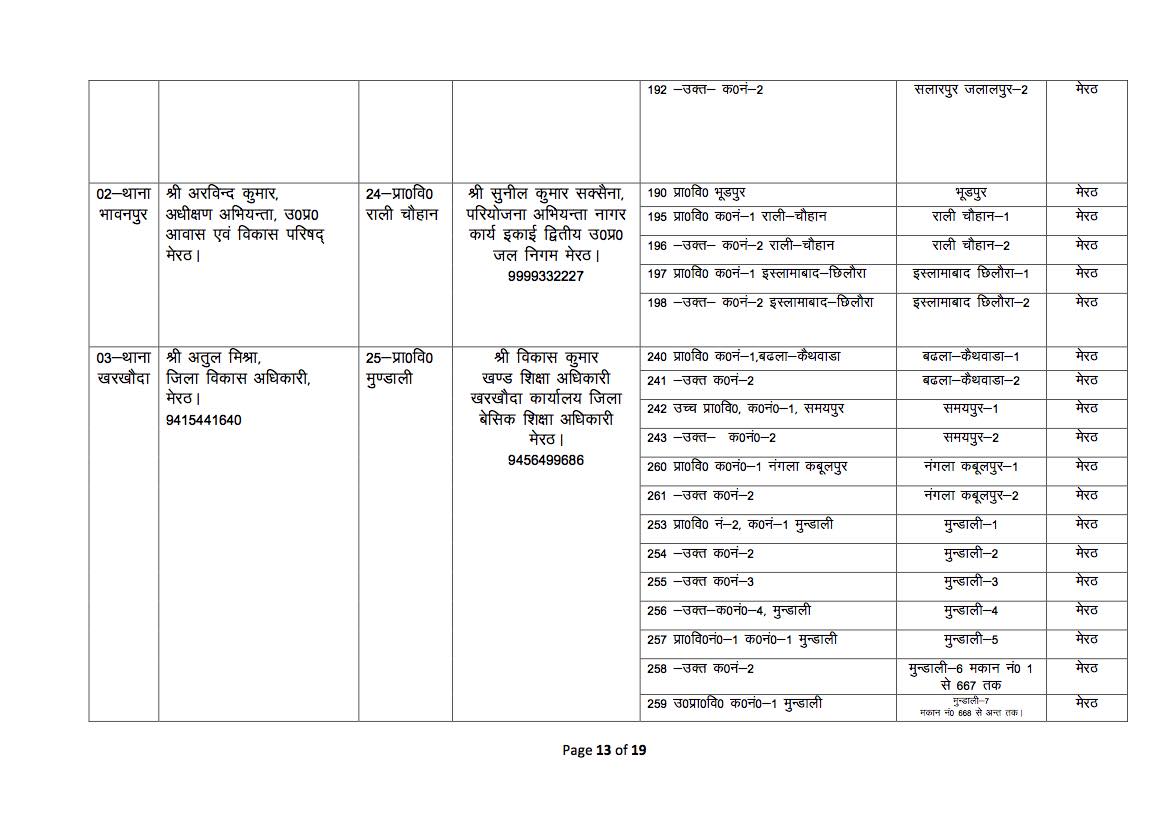 192 –उक्त– क0नं–2 सलारपुर जलालपुर–2 मेरठ
02–थाना भावनपुर
श्री अरविन्द कुमार,
अधीक्षण अभियन्ता, उ0प्र0
आवास एवं विकास परिषद्
मेरठ।
24–प्रा0वि0
राली चौहान
श्री सुनील कुमार सक्सैना,
परियोजना अभियन्ता नागर
कार्य इकाई द्वितीय उ0प्र0
जल निगम मेरठ।
9999332227
190 प्रा0वि0 भूडपुर भूडपुर मेरठ
195 प्रा0वि0 क0नं–1 राली–चौहान राली चौहान–1 मेरठ
196 –उक्त– क0नं–2 राली–चौहान राली चौहान–2 मेरठ
197 प्रा0वि0 क0नं–1 इस्लामाबाद–छिलौरा इस्लामाबाद छिलौरा–1 मेरठ
198 –उक्त– क0नं–2 इस्लामाबाद–छिलौरा इस्लामाबाद छिलौरा–2 मेरठ
03–थाना
खरखौदा
श्री अतुल मिश्रा,
जिला विकास अधिकारी,
मेरठ।
9415441640
25–प्रा0वि0
मुण्डाली
श्री विकास कुमार
खण्ड शिक्षा अधिकारी
खरखौदा कार्यालय जिला
बेसिक शिक्षा अधिकारी
मेरठ।
9456499686
240 प्रा0वि0 क0नं–1,बढला–कैथवाडा बढला–कैथवाडा–1 मेरठ
241 –उक्त क0नं–2 बढला–कैथवाडा–2 मेरठ
242 उच्च प्रा0वि0, क0नं0–1, समयपुर समयपुर–1 मेरठ
243 –उक्त– क0नं0–2 समयपुर–2 मेरठ
260 प्रा0वि0 क0नं0–1 नंगला कबूलपुर नंगला कबूलपुर–1 मेरठ
261 –उक्त क0नं–2 नंगला कबूलपुर–2 मेरठ
253 प्रा0वि0 नं–2, क0नं–1 मुन्डाली मुन्डाली–1 मेरठ
254 –उक्त क0नं–2 मुन्डाली–2 मेरठ
255 –उक्त क0नं–3 मुन्डाली–3 मेरठ
256 –उक्त–क0नं0–4, मुन्डाली मुन्डाली–4 मेरठ
257 प्रा0वि0नं0–1 क0नं0–1 मुन्डाली मुन्डाली–5 मेरठ
258 –उक्त क0नं–2 मुन्डाली–6 मकान नं0 1 मेरठ
से 667 तक
259 उ0प्रा0वि0 क0नं0–1 मुन्डाली मुन्डाली–7 मेरठ
मकान नं0 668 से अन्त तक।
Page 13 of 19